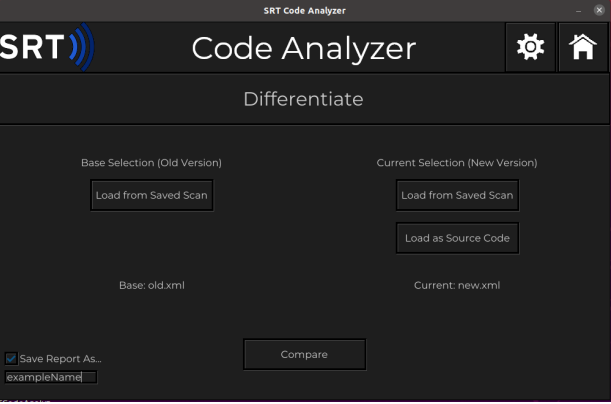 SRT Code Analyzer
SRT
Code Analyzer
Differentiate
Base Selection (Old Version)
Current Selection (New Version)
Load from Saved Scan
Load from Saved Scan
Load as Source Code
Base: old.xml
Current: new.xml
Compare
Save Report As...
exampleName